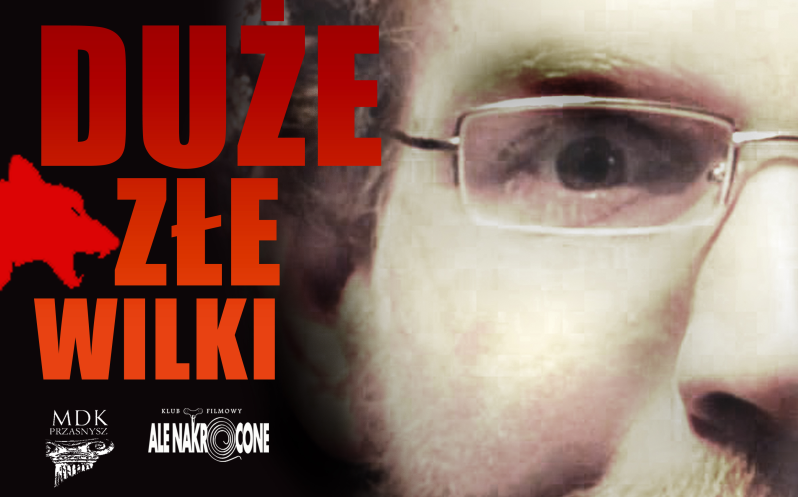 DUŻE
ZŁE
WILKI
MDK
PRZASNYSZ
KLUB FILMOWY
ALE NAKRĘCONE